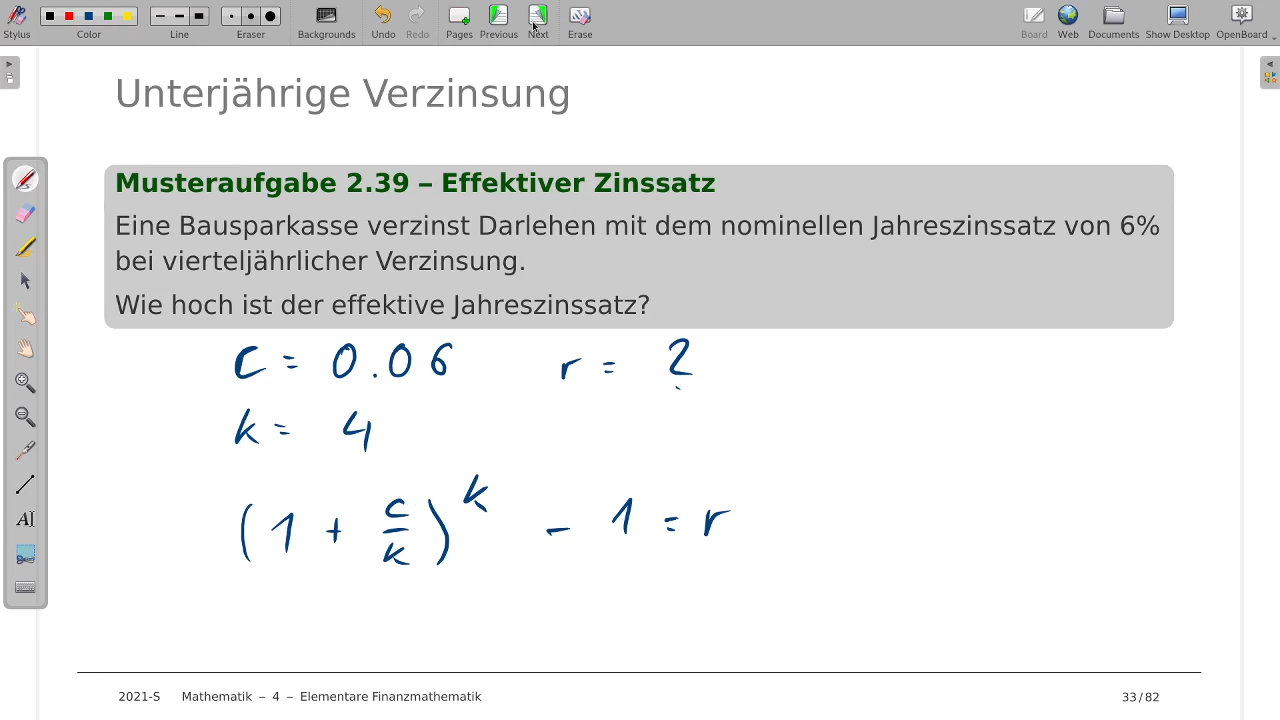 Stylus Color Line Eraser Backgrounds Undo Redo Pages Previous Next Erase Board Web Documents Show Desktop OpenBoard
Unterjährige Verzinsung
Musteraufgabe 2.39 – Effektiver Zinssatz
Eine Bausparkasse verzinst Darlehen mit dem nominellen Jahreszinssatz von 6%
bei vierteljährlicher Verzinsung.
Wie hoch ist der effektive Jahreszinssatz?
c = 0.06 r = ?
k = 4
(1 + c/k)^k - 1 = r
AI
2021-S Mathematik – 4 – Elementare Finanzmathematik 33/82